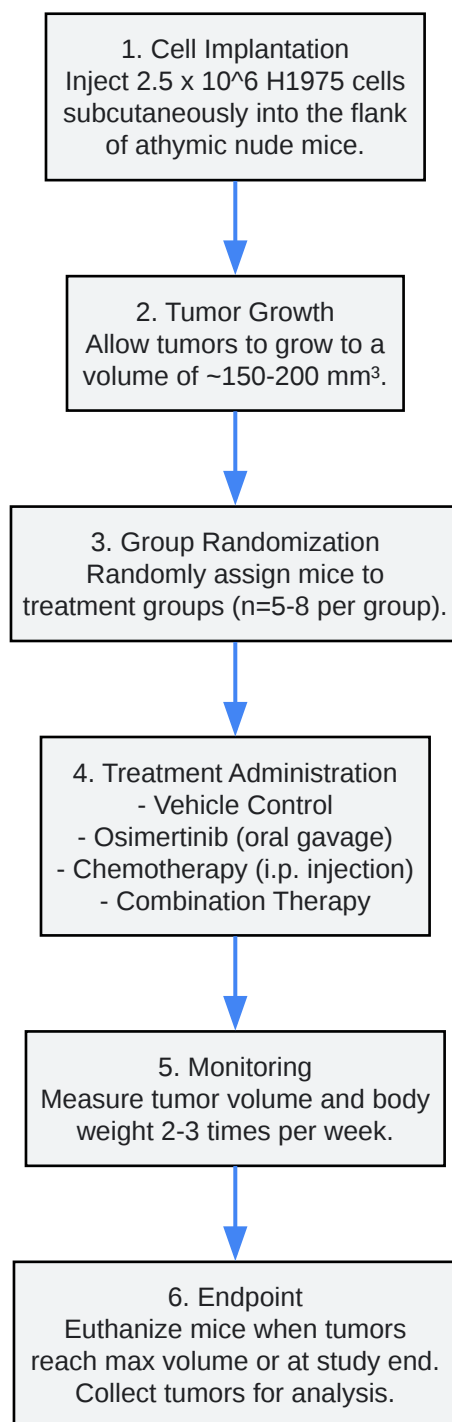 1. Cell Implantation
Inject 2.5 x 10^6 H1975 cells
subcutaneously into the flank
of athymic nude mice.
2. Tumor Growth
Allow tumors to grow to a
volume of ~150-200 mm³.
3. Group Randomization
Randomly assign mice to
treatment groups (n=5-8 per group).
4. Treatment Administration
- Vehicle Control
- Osimertinib (oral gavage)
- Chemotherapy (i.p. injection)
- Combination Therapy
5. Monitoring
Measure tumor volume and body
weight 2-3 times per week.
6. Endpoint
Euthanize mice when tumors
reach max volume or at study end.
Collect tumors for analysis.